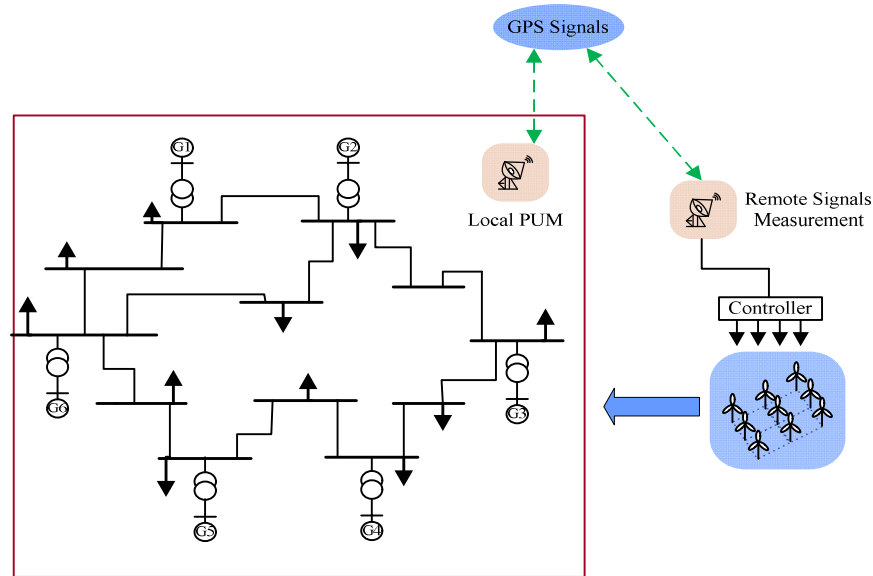 GPS Signals
G1
G2
Local PUM
Remote Signals
Measurement
Controller
G6
G3
G5
G4